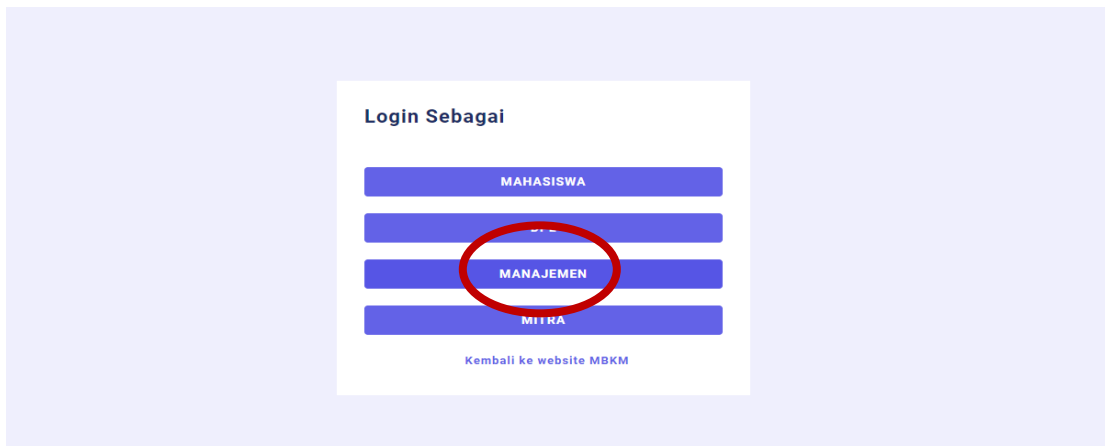 Login Sebagai
MAHASISWA
MANAJEMEN
MITRA
Kembali ke website MBKM